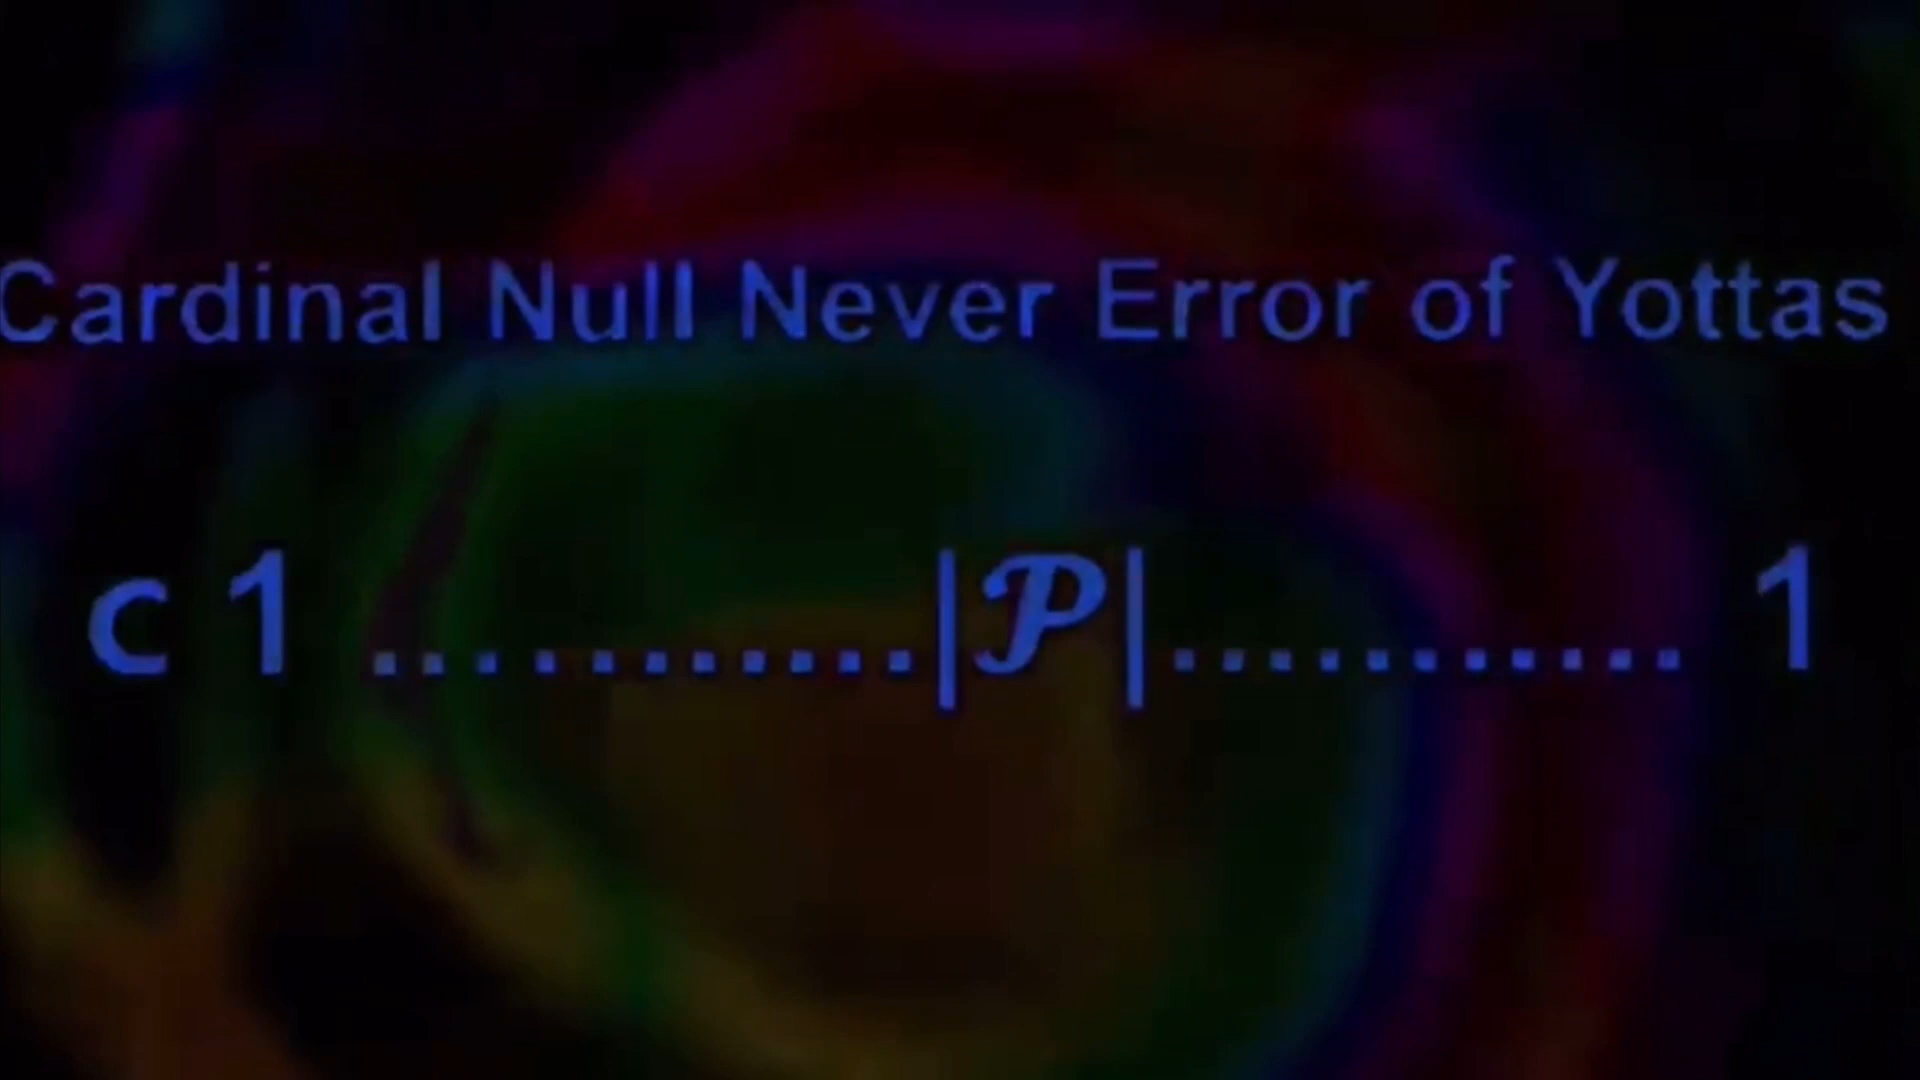 Cardinal Null Never Error of Yottas
c 1 ...........|𝓟|........... 1